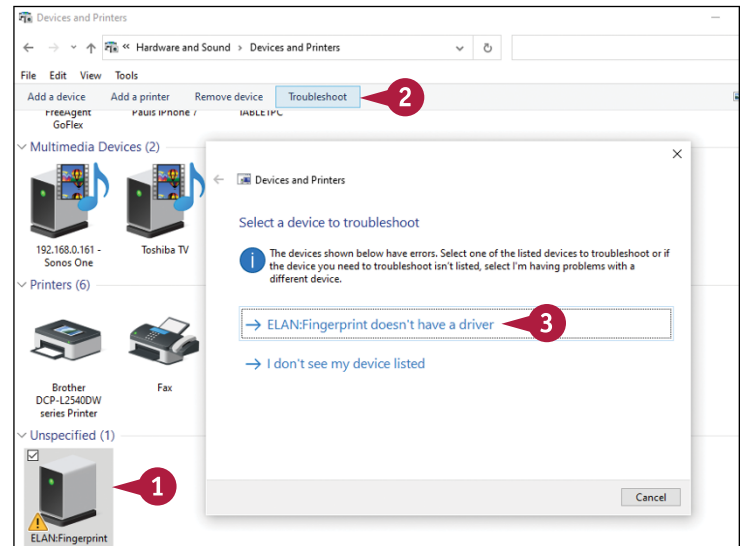 Devices and Printers
« Hardware and Sound > Devices and Printers
File Edit View Tools
Add a device Add a printer Remove device Troubleshoot
2
FreeAgent GoFlex
Pauls iPhone 7
TABLETPC
Multimedia Devices (2)
192.168.0.161 -
Sonos One
Toshiba TV
Printers (6)
Brother
DCP-L2540DW
series Printer
Fax
Unspecified (1)
1
ELAN:Fingerprint
Devices and Printers
Select a device to troubleshoot
The devices shown below have errors. Select one of the listed devices to troubleshoot or if
the device you need to troubleshoot isn't listed, select I'm having problems with a
different device.
ELAN:Fingerprint doesn't have a driver
3
I don't see my device listed
Cancel